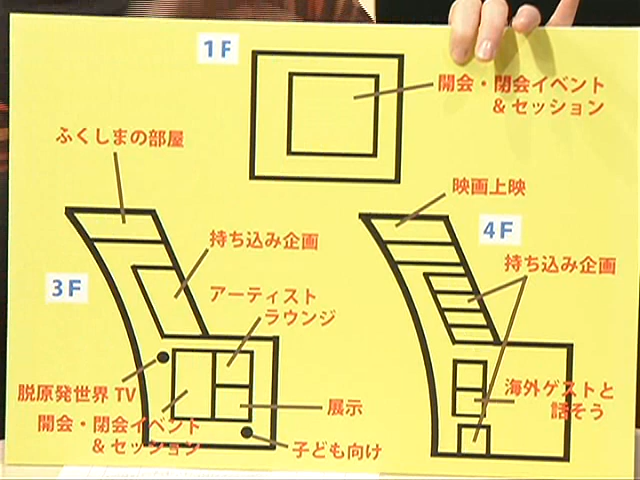 1F
開会・閉会イベント
&セッション
ふくしまの部屋
持ち込み企画
3F
アーティスト
ラウンジ
脱原発世界TV
開会・閉会イベント
&セッション
展示
子ども向け
映画上映
4F
持ち込み企画
海外ゲストと
話そう